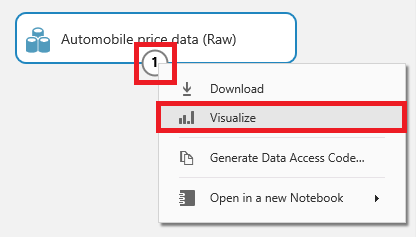 Automobile price data (Raw)
1
Download
Visualize
Generate Data Access Code...
Open in a new Notebook